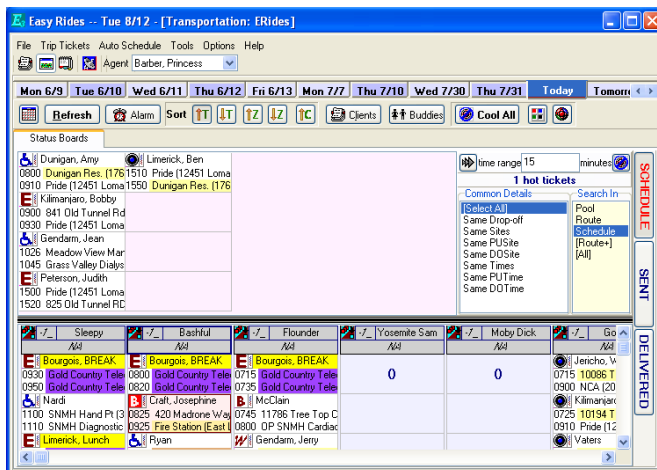 Easy Rides -- Tue 8/12 - [Transportation: ERides]
File Trip Tickets Auto Schedule Tools Options Help
Agent Barber, Princess
Mon 6/9 Tue 6/10 Wed 6/11 Thu 6/12 Fri 6/13 Mon 7/7 Thu 7/10 Wed 7/30 Thu 7/31 Today Tomorr
Refresh Alarm Sort T T Z Z C Clients Buddies Cool All
Status Boards
Dunigan, Amy Limerick, Ben
0800 Dunigan Res. (176 1510 Pride (12451 Loma
0910 Pride (12451 Loma 1550 Dunigan Res. (176
Kilimanjaro, Bobby
0900 841 Old Tunnel Rd
0930 Pride (12451 Loma
Gendarm, Jean
1026 Meadow View Mar
1045 Grass Valley Dialys
Peterson, Judith
1500 Pride (12451 Loma
1520 825 Old Tunnel RD
time range 15 minutes
1 hot tickets
Common Details Search In
[Select All] Pool
Same Drop-off Route
Same Sites Schedule
Same PUSite [Route+]
Same DOSite [All]
Same Times
Same PUTime
Same DOTime
SCHEDULE
SENT
DELIVERED
-/_ Sleepy -/_ Bashful -/_ Flounder -/_ Yosemite Sam -/_ Moby Dick -/_ Go
N/A N/A N/A N/A N/A N/A
E Bourgois, BREAK E Bourgois, BREAK E Bourgois, BREAK Jericho, W
0930 Gold Country Tele 0800 Gold Country Tele 0715 Gold Country Tele 0 0 0715 10086 T
0950 Gold Country Tele 0820 Gold Country Tele 0735 Gold Country Tele 0900 NCA (20
Nardi B Craft, Josephine B McClain Kilimanjaro
1100 SNMH Hand Pt (3 0825 420 Madrone Way 0745 11786 Tree Top C 0725 10194 T
1110 SNMH Diagnostic 0925 Fire Station (East L 0800 OP SNMH Cardiac 0910 Pride (12
E Limerick, Lunch Ryan W Gendarm, Jerry Vaters